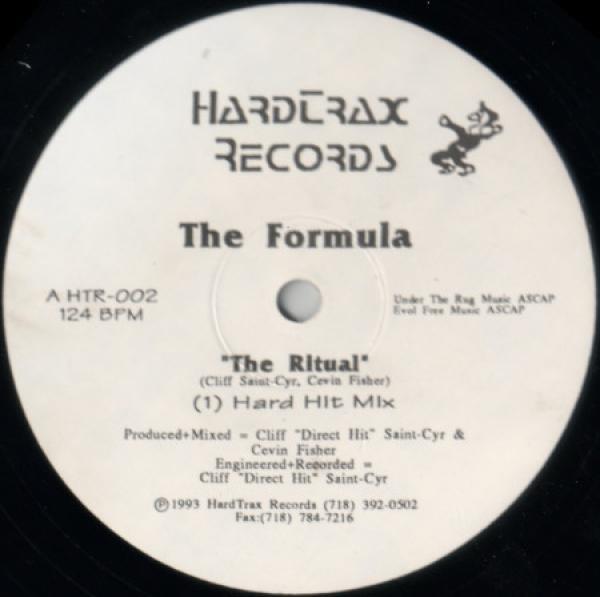 HARDTRAX
RECORDS
The Formula
A HTR-002
124 BPM
Under The Rug Music ASCAP
Evol Free Music ASCAP
"The Ritual"
(Cliff Saint-Cyr, Cevin Fisher)
(1) Hard Hit Mix
Produced+Mixed = Cliff "Direct Hit" Saint-Cyr &
Cevin Fisher
Engineered+Recorded =
Cliff "Direct Hit" Saint-Cyr
℗1993 HardTrax Records (718) 392-0502
Fax:(718) 784-7216